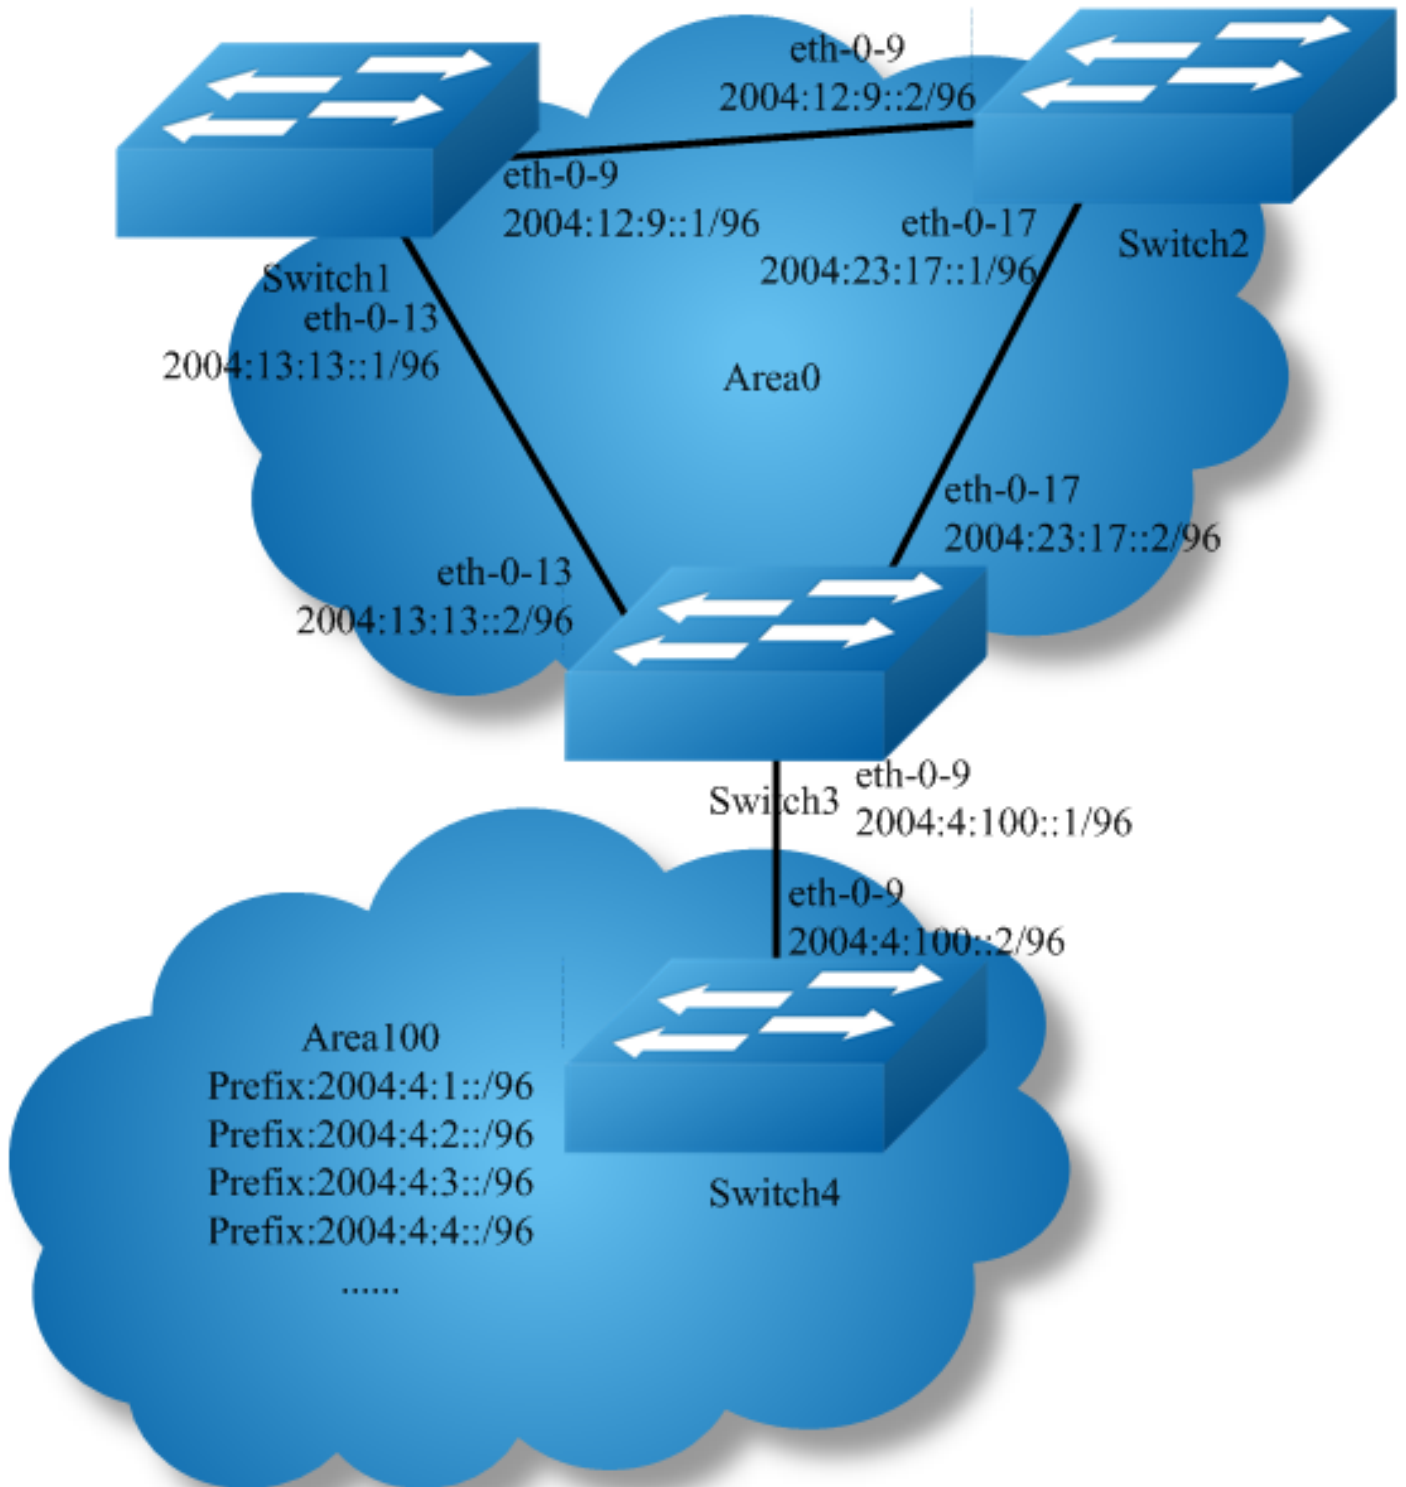 eth-0-9
2004:12:9::2/96
eth-0-9
2004:12:9::1/96
eth-0-17
2004:23:17::1/96
Switch2
Switch1
eth-0-13
2004:13:13::1/96
Area0
eth-0-17
2004:23:17::2/96
eth-0-13
2004:13:13::2/96
Switch3
eth-0-9
2004:4:100::1/96
eth-0-9
2004:4:100::2/96
Area100
Prefix:2004:4:1::/96
Prefix:2004:4:2::/96
Prefix:2004:4:3::/96
Prefix:2004:4:4::/96
......
Switch4